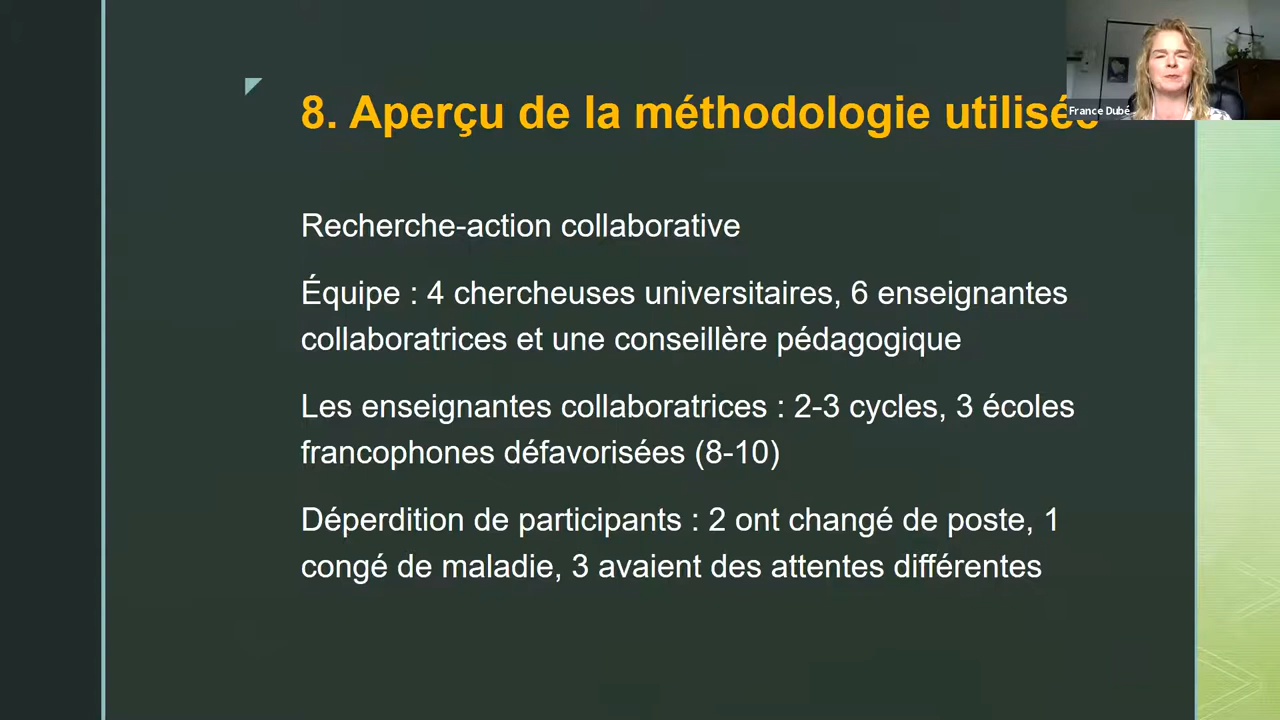 8. Aperçu de la méthodologie utilisée
France Dubé
Recherche-action collaborative
Équipe : 4 chercheuses universitaires, 6 enseignantes
collaboratrices et une conseillère pédagogique
Les enseignantes collaboratrices : 2-3 cycles, 3 écoles
francophones défavorisées (8-10)
Déperdition de participants : 2 ont changé de poste, 1
congé de maladie, 3 avaient des attentes différentes